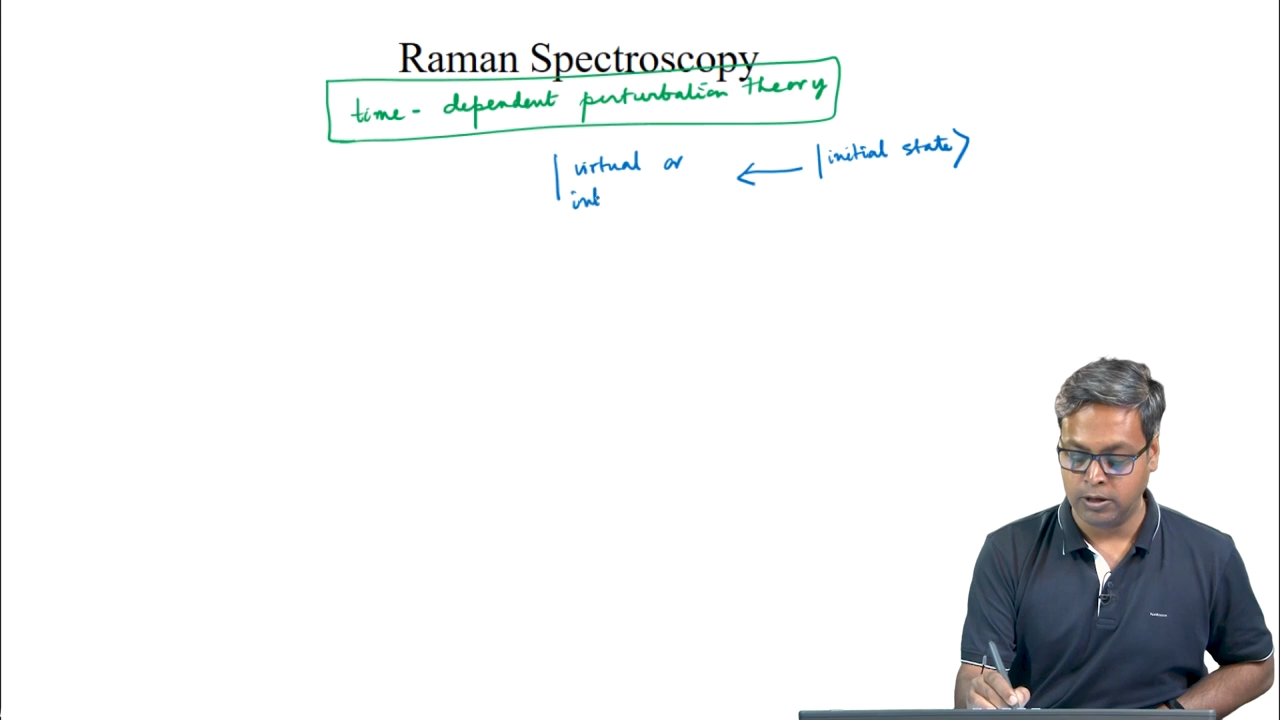 Raman Spectroscopy
time - dependent perturbation theory
|virtual or ← |initial state⟩
int